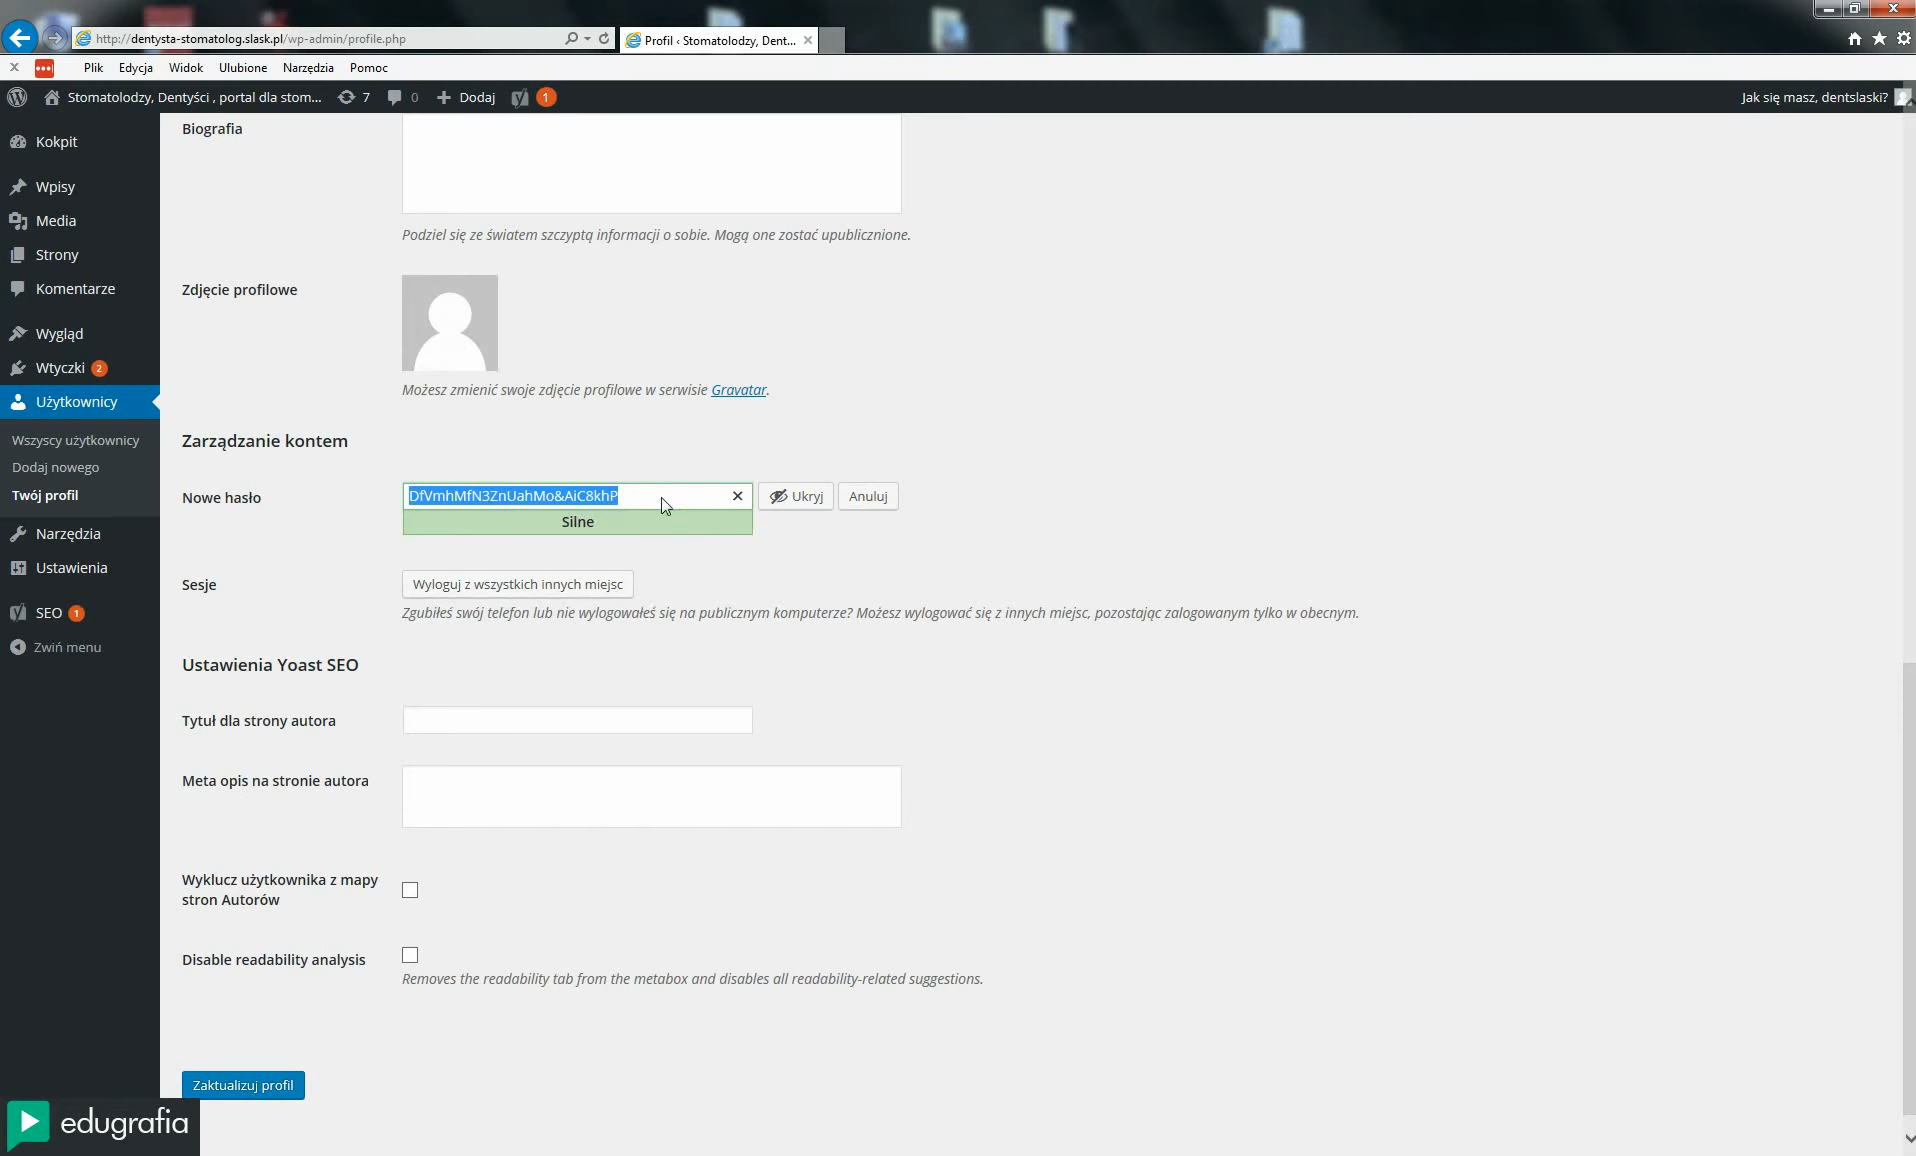 http://dentysta-stomatolog.slask.pl/wp-admin/profile.php
Profil ‹ Stomatolodzy, Dent...
Plik Edycja Widok Ulubione Narzędzia Pomoc
Stomatolodzy, Dentyści , portal dla stom... 7 0 Dodaj 1
Jak się masz, dentslaski?
Kokpit
Wpisy
Media
Strony
Komentarze
Wygląd
Wtyczki 2
Użytkownicy
Wszyscy użytkownicy
Dodaj nowego
Twój profil
Narzędzia
Ustawienia
SEO 1
Zwiń menu
Biografia
Podziel się ze światem szczyptą informacji o sobie. Mogą one zostać upublicznione.
Zdjęcie profilowe
Możesz zmienić swoje zdjęcie profilowe w serwisie Gravatar.
Zarządzanie kontem
Nowe hasło
DfVmhMfN3ZnUahMo&AiC8khP
Ukryj Anuluj
Silne
Sesje
Wyloguj z wszystkich innych miejsc
Zgubiłeś swój telefon lub nie wylogowałeś się na publicznym komputerze? Możesz wylogować się z innych miejsc, pozostając zalogowanym tylko w obecnym.
Ustawienia Yoast SEO
Tytuł dla strony autora
Meta opis na stronie autora
Wyklucz użytkownika z mapy
stron Autorów
Disable readability analysis
Removes the readability tab from the metabox and disables all readability-related suggestions.
Zaktualizuj profil
edugrafia